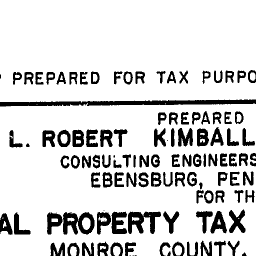 PREPARED FOR TAX PURPO
PREPARED
L. ROBERT KIMBALL
CONSULTING ENGINEERS
EBENSBURG, PEN
FOR TH
AL PROPERTY TAX
MONROE COUNTY,